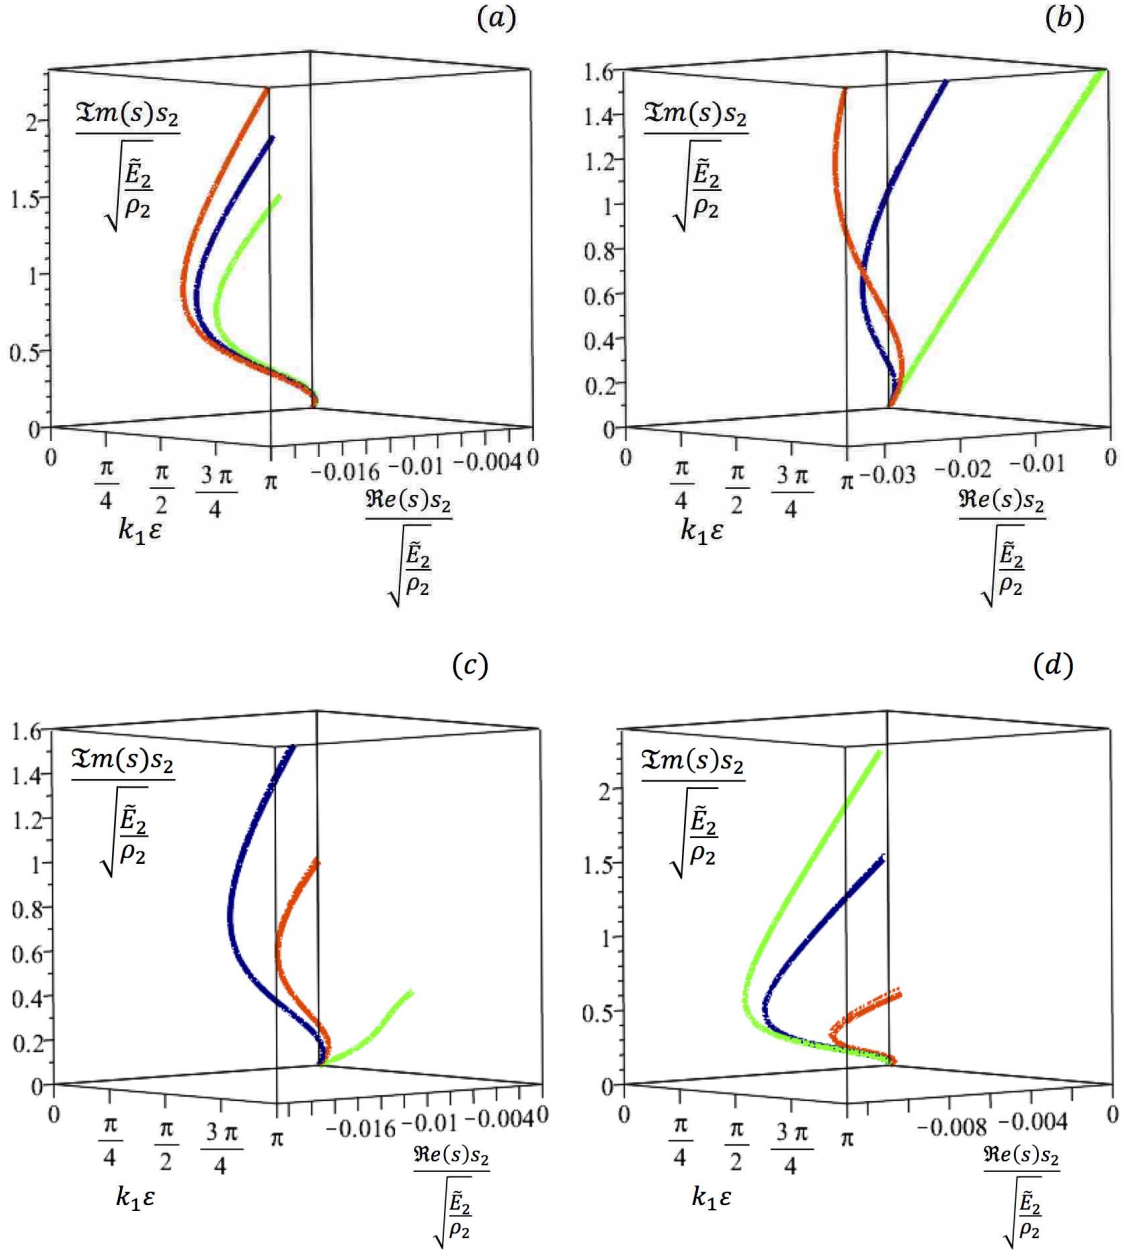 (a)
ℑm(s)s₂
√(Ẽ₂/ρ₂)
2
1.5
1
0.5
0
0 π/4 π/2 3π/4 π -0.016 -0.01 -0.004 0
k₁ε
ℜe(s)s₂
√(Ẽ₂/ρ₂)
(b)
1.6
ℑm(s)s₂
√(Ẽ₂/ρ₂)
1.4
1.2
1
0.8
0.6
0.4
0.2
0
0 π/4 π/2 3π/4 π -0.03 -0.02 -0.01 0
k₁ε
ℜe(s)s₂
√(Ẽ₂/ρ₂)
(c)
1.6
ℑm(s)s₂
√(Ẽ₂/ρ₂)
1.4
1.2
1
0.8
0.6
0.4
0.2
0
0 π/4 π/2 3π/4 π -0.016 -0.01 -0.004 0
k₁ε
ℜe(s)s₂
√(Ẽ₂/ρ₂)
(d)
ℑm(s)s₂
√(Ẽ₂/ρ₂)
2
1.5
1
0.5
0
0 π/4 π/2 3π/4 π -0.008 -0.004 0
k₁ε
ℜe(s)s₂
√(Ẽ₂/ρ₂)